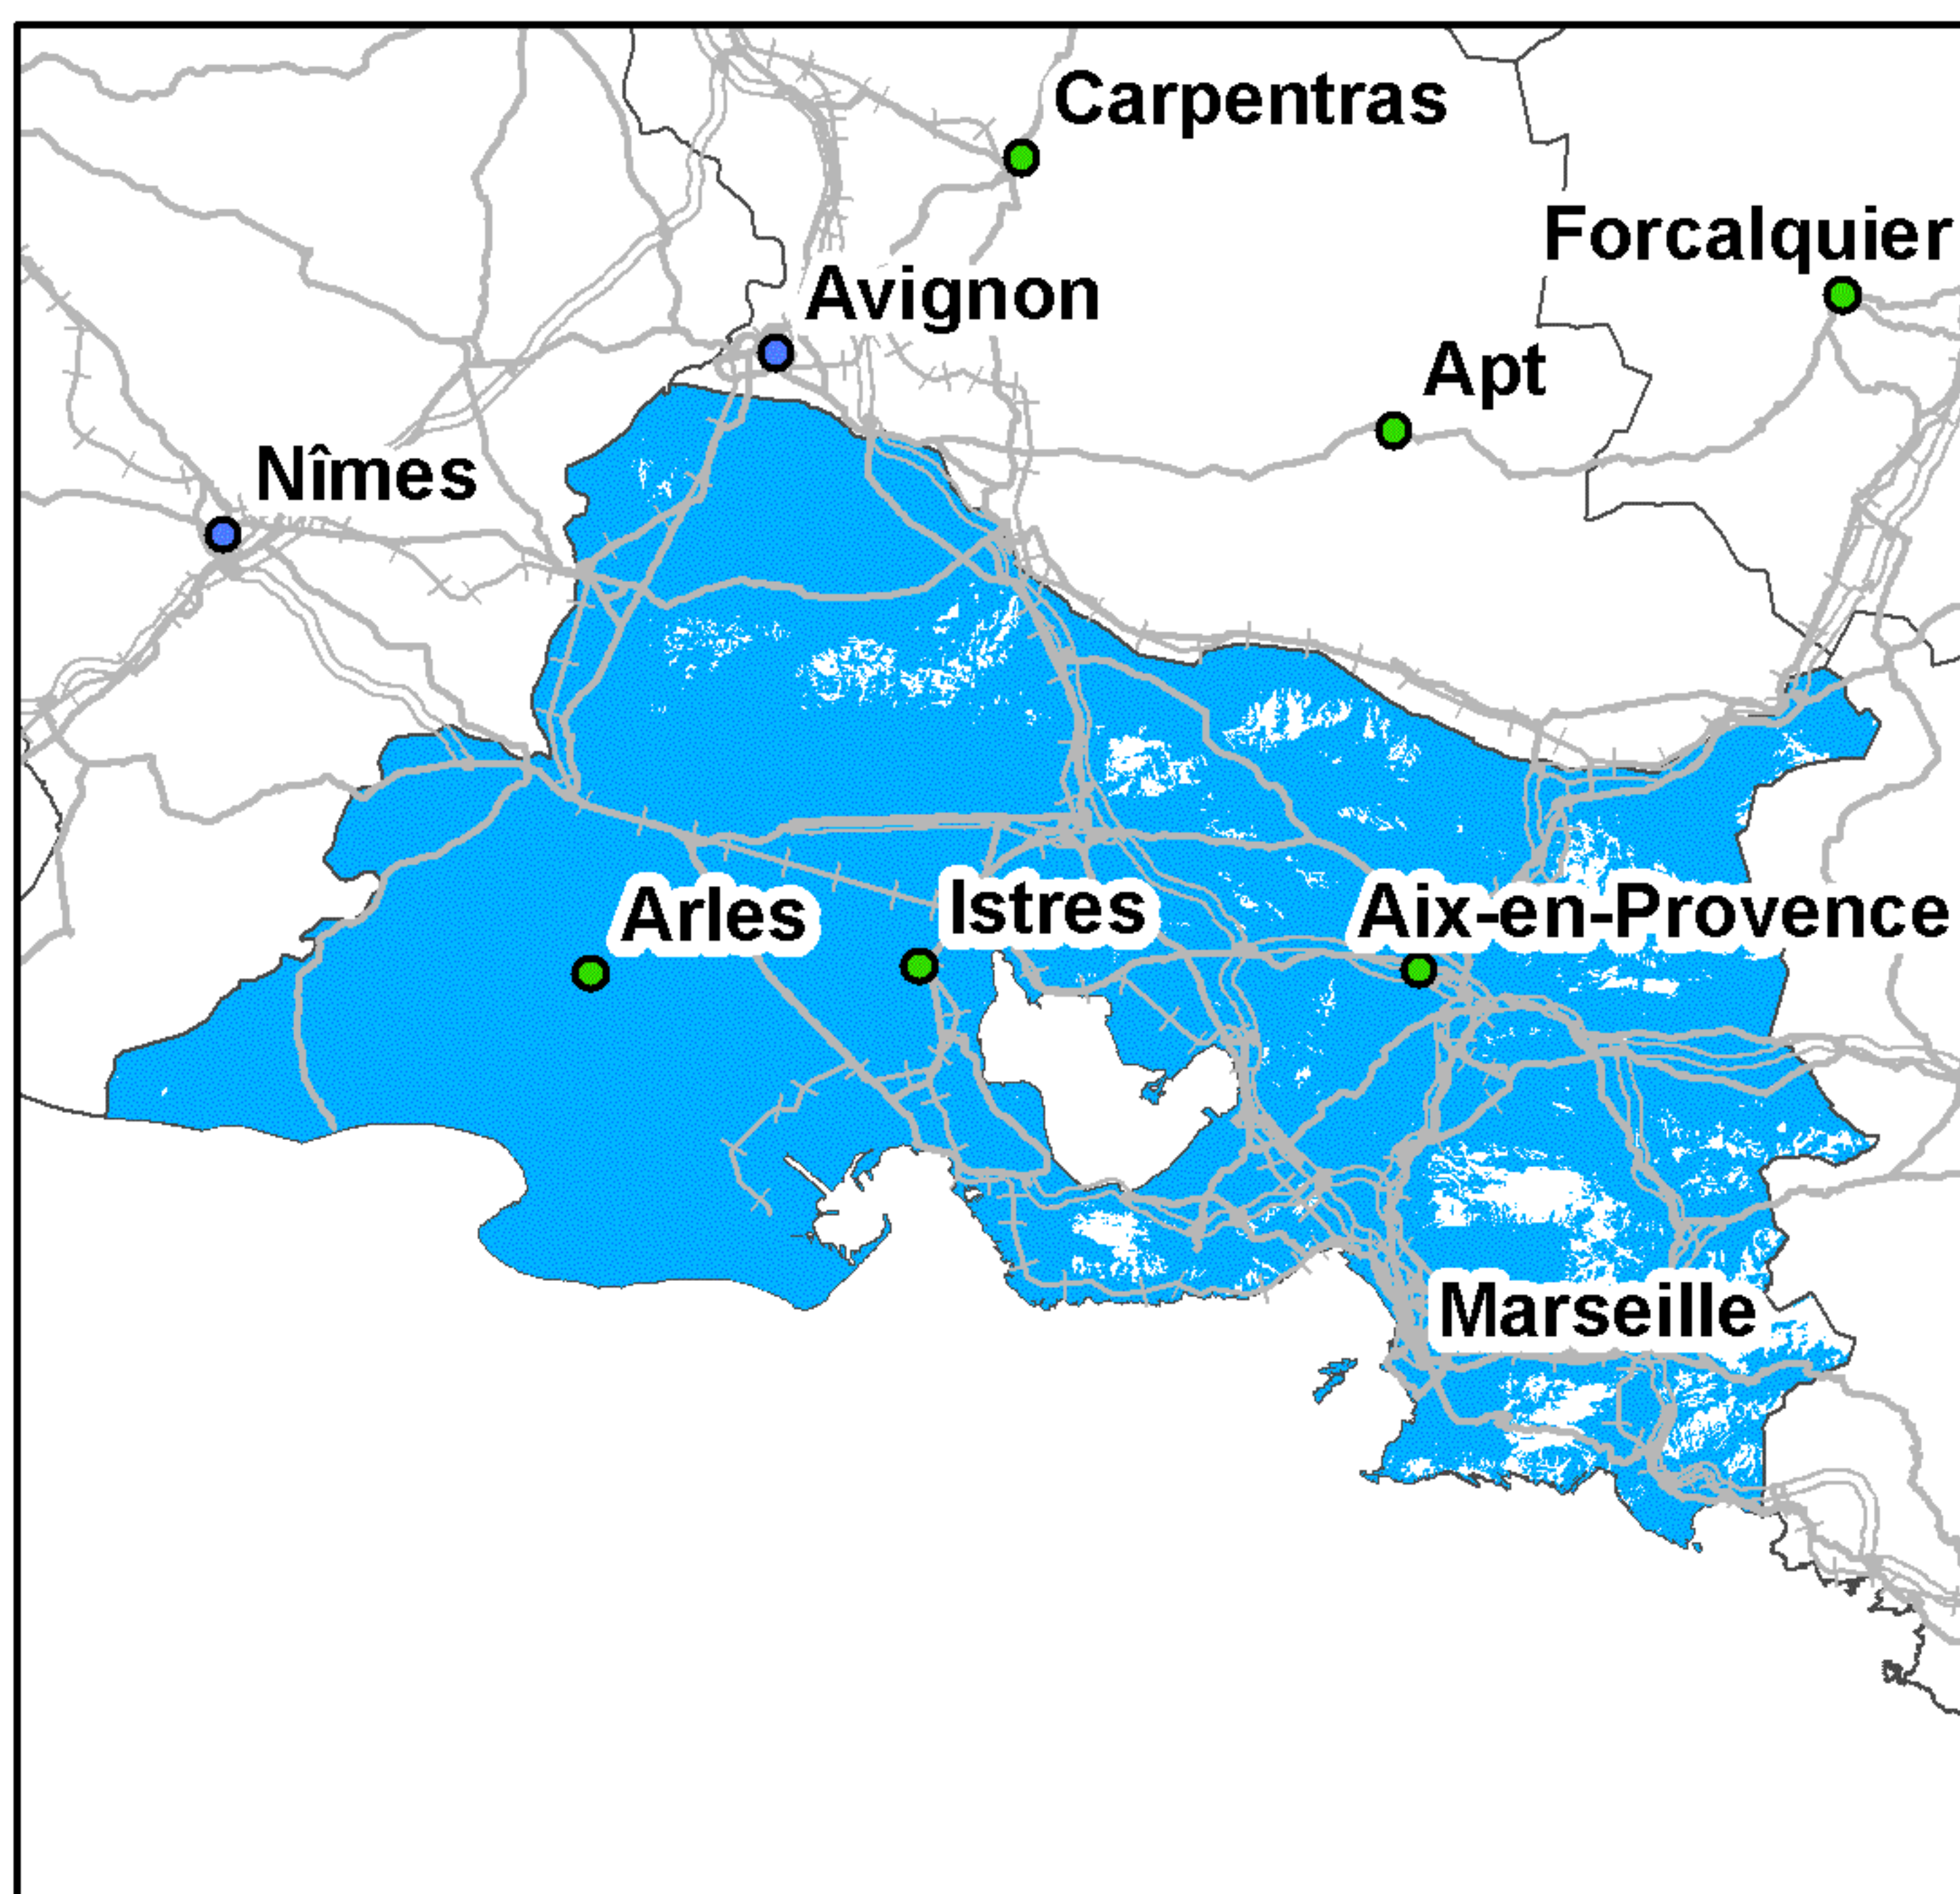 Carpentras
Forcalquier
Avignon
Apt
Nîmes
Arles
Istres
Aix-en-Provence
Marseille